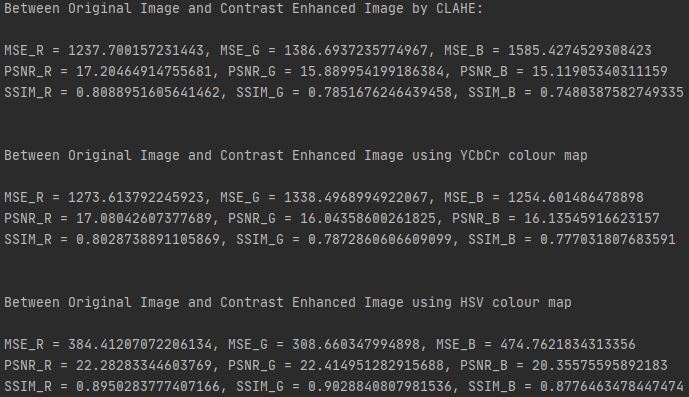 Between Original Image and Contrast Enhanced Image by CLAHE:
MSE_R = 1237.700157231443, MSE_G = 1386.6937235774967, MSE_B = 1585.4274529308423
PSNR_R = 17.20464914755681, PSNR_G = 15.889954199186384, PSNR_B = 15.11905340311159
SSIM_R = 0.8088951605641462, SSIM_G = 0.7851676246439458, SSIM_B = 0.7480387582749335
Between Original Image and Contrast Enhanced Image using YCbCr colour map
MSE_R = 1273.613792245923, MSE_G = 1338.4968994922067, MSE_B = 1254.601486478898
PSNR_R = 17.08042607377689, PSNR_G = 16.04358600261825, PSNR_B = 16.13545916623157
SSIM_R = 0.8028738891105869, SSIM_G = 0.7872860606609099, SSIM_B = 0.777031807683591
Between Original Image and Contrast Enhanced Image using HSV colour map
MSE_R = 384.41207072206134, MSE_G = 308.660347994898, MSE_B = 474.7621834313356
PSNR_R = 22.28283344603769, PSNR_G = 22.414951282915688, PSNR_B = 20.35575595892183
SSIM_R = 0.8950283777407166, SSIM_G = 0.9028840807981536, SSIM_B = 0.8776463478447474